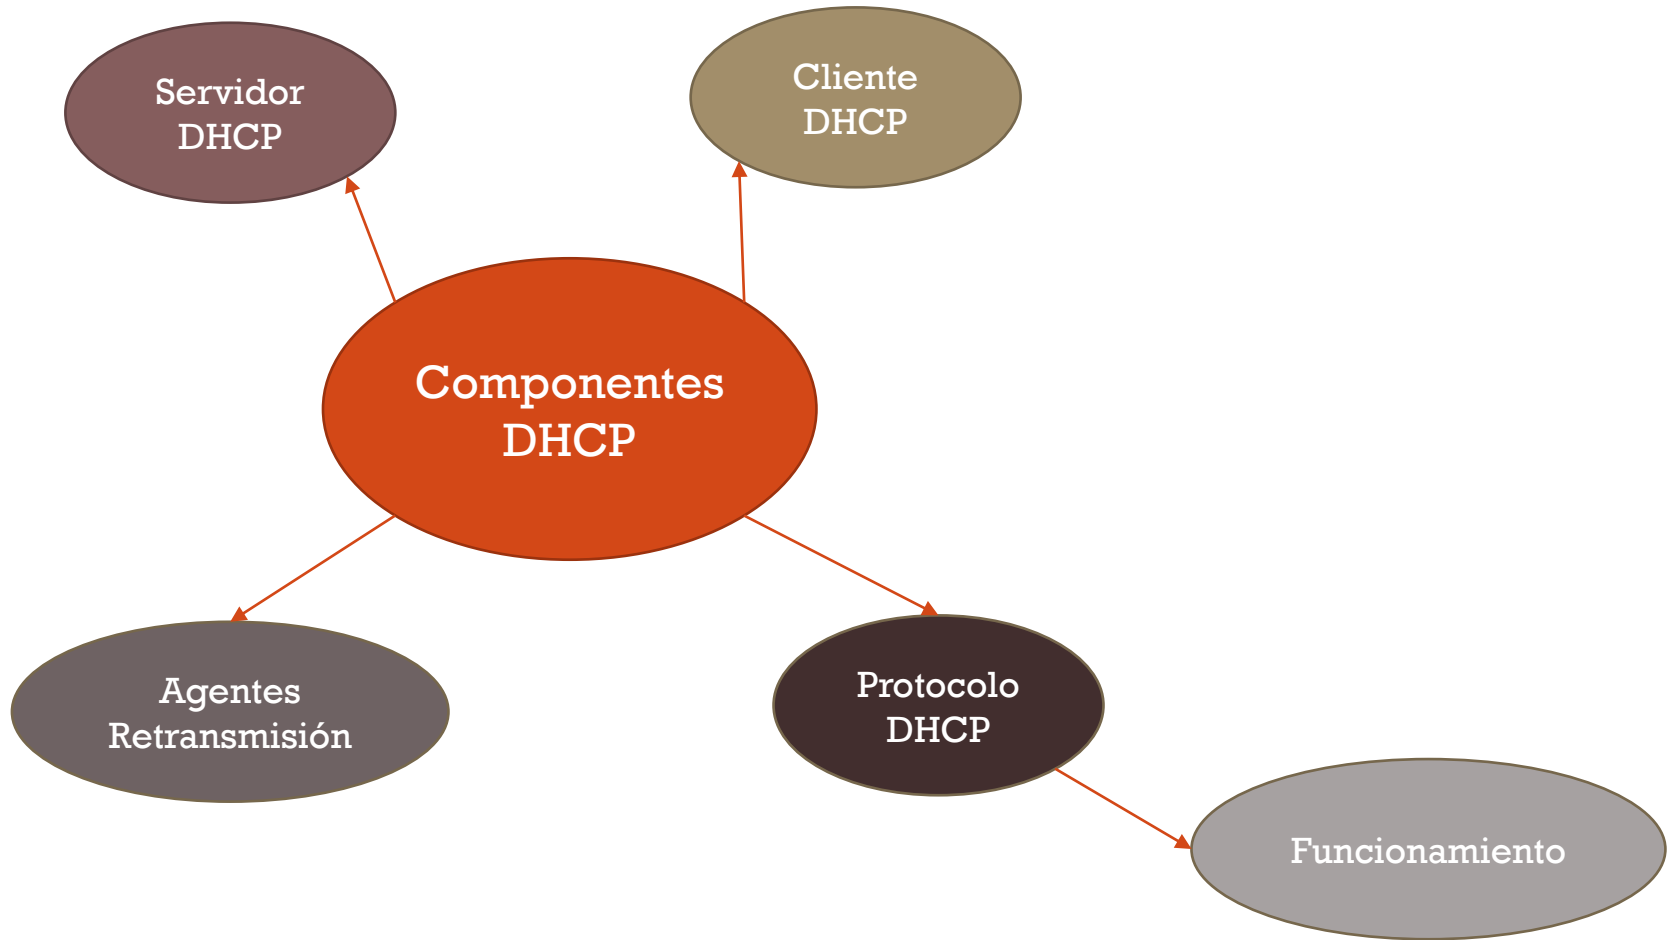 Servidor
DHCP
Cliente
DHCP
Componentes
DHCP
Agentes
Retransmisión
Protocolo
DHCP
Funcionamiento